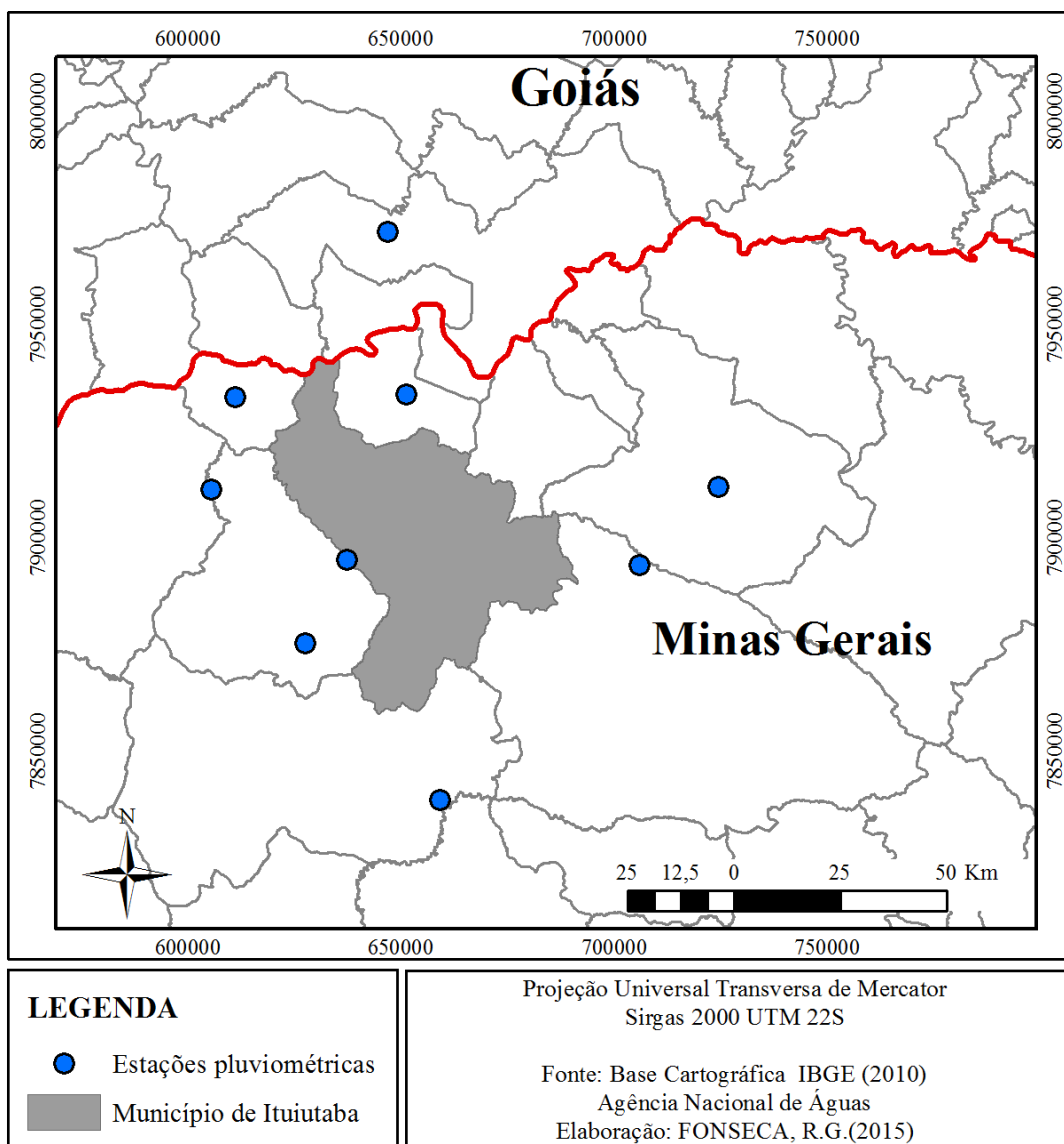 600000 650000 700000 750000
8000000 8000000
Goiás
7950000 7950000
7900000 7900000
Minas Gerais
7850000 7850000
N
25 12,5 0 25 50 Km
600000 650000 700000 750000
LEGENDA
Estações pluviométricas
Município de Ituiutaba
Projeção Universal Transversa de Mercator
Sirgas 2000 UTM 22S
Fonte: Base Cartográfica IBGE (2010)
Agência Nacional de Águas
Elaboração: FONSECA, R.G.(2015)